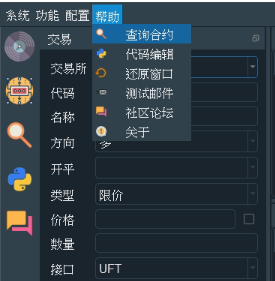 系统 功能 配置 帮助
交易
查询合约
代码编辑
还原窗口
测试邮件
社区论坛
关于
交易所
代码
名称
方向 多
开平
类型 限价
价格
数量
接口 UFT